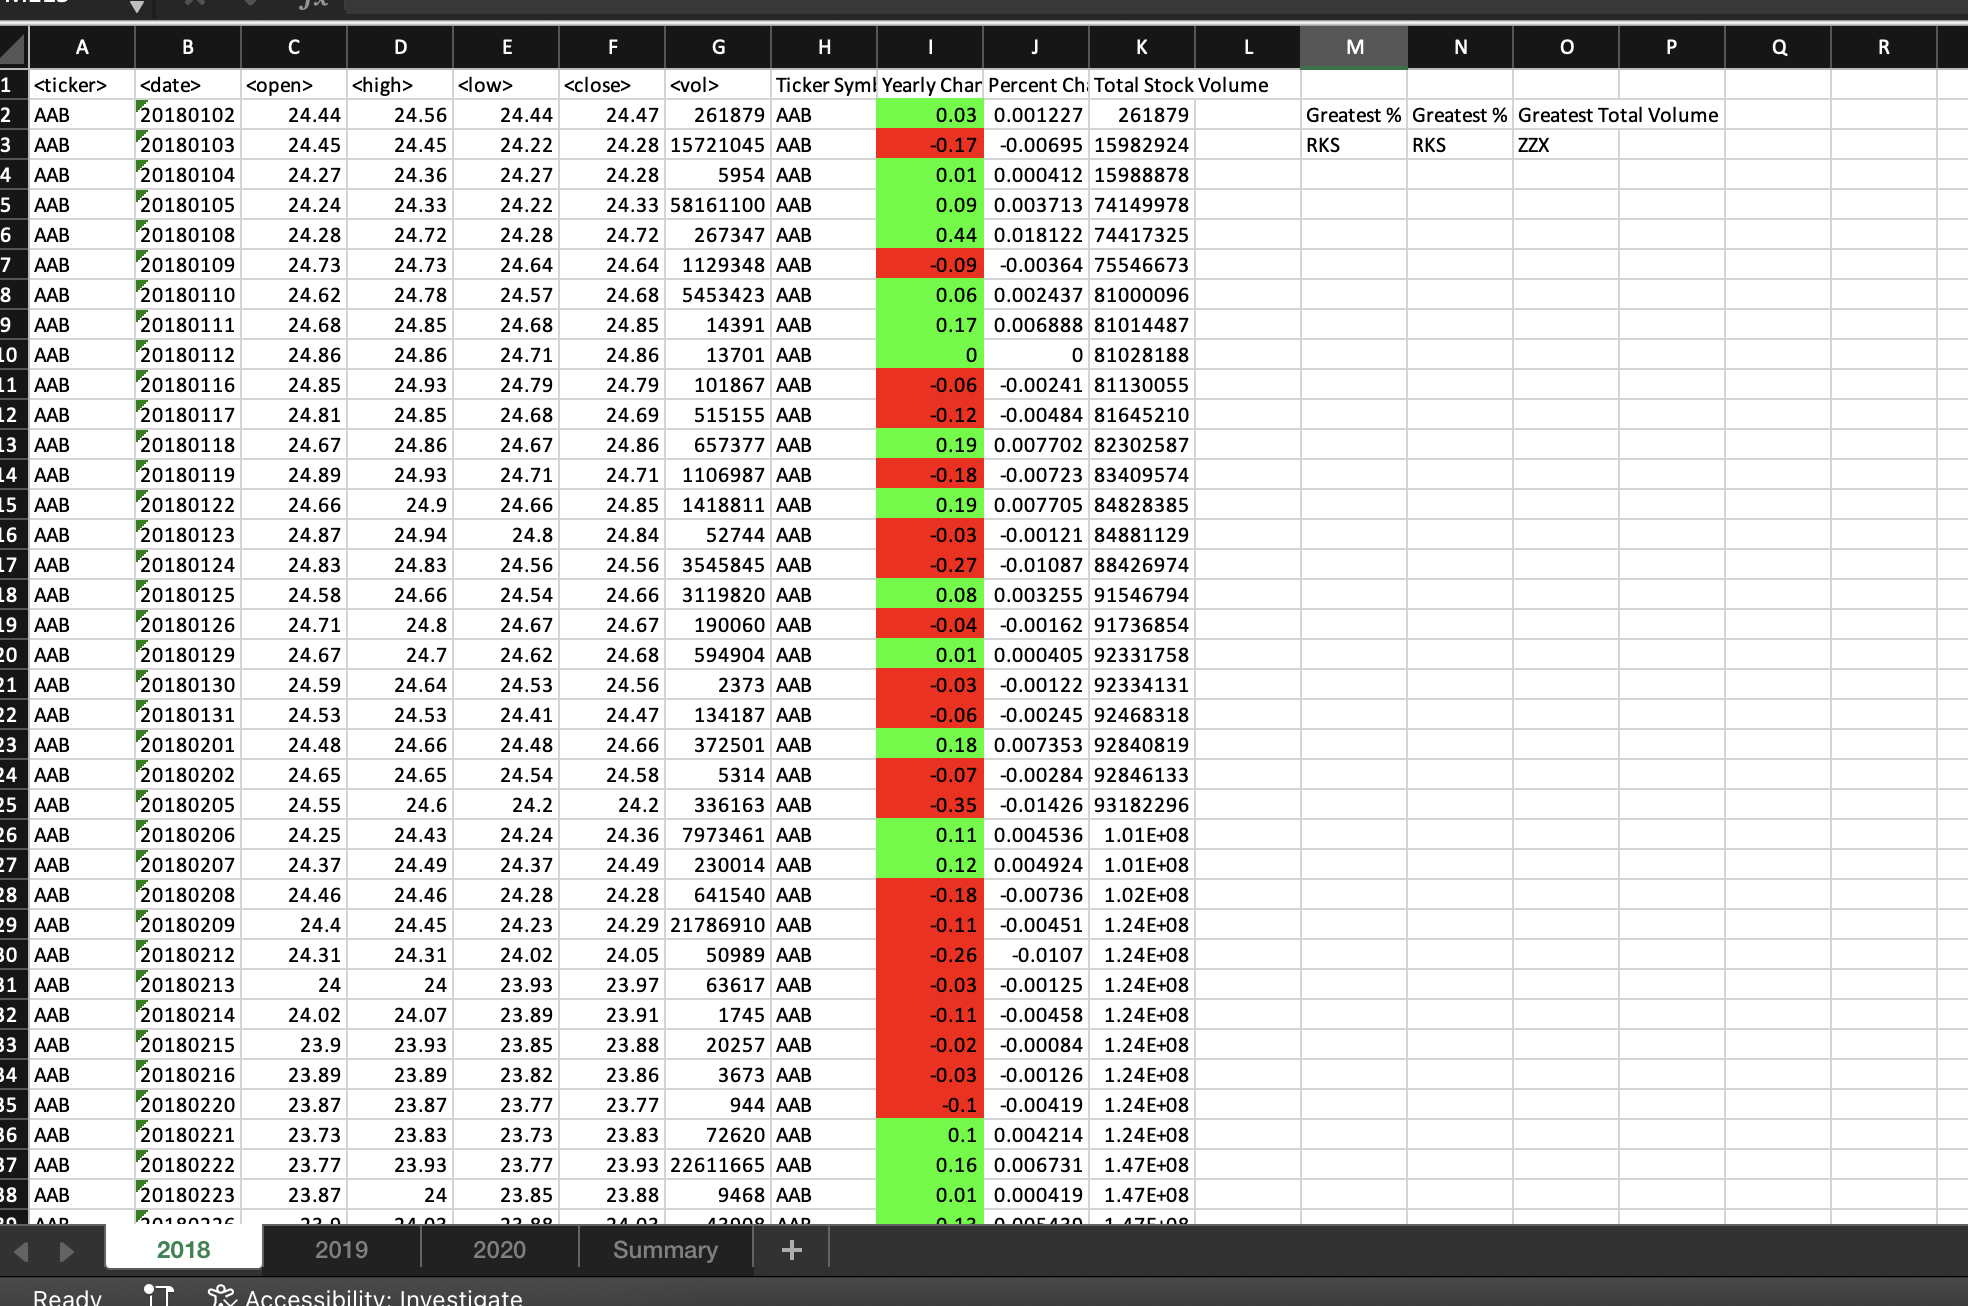 A B C D E F G H I J K L M N O P Q R
1 <ticker> <date> <open> <high> <low> <close> <vol> Ticker Syml Yearly Char Percent Ch Total Stock Volume
2 AAB 20180102 24.44 24.56 24.44 24.47 261879 AAB 0.03 0.001227 261879 Greatest % Greatest % Greatest Total Volume
3 AAB 20180103 24.45 24.45 24.22 24.28 15721045 AAB -0.17 -0.00695 15982924 RKS RKS ZZX
4 AAB 20180104 24.27 24.36 24.27 24.28 5954 AAB 0.01 0.000412 15988878
5 AAB 20180105 24.24 24.33 24.22 24.33 58161100 AAB 0.09 0.003713 74149978
6 AAB 20180108 24.28 24.72 24.28 24.72 267347 AAB 0.44 0.018122 74417325
7 AAB 20180109 24.73 24.73 24.64 24.64 1129348 AAB -0.09 -0.00364 75546673
8 AAB 20180110 24.62 24.78 24.57 24.68 5453423 AAB 0.06 0.002437 81000096
9 AAB 20180111 24.68 24.85 24.68 24.85 14391 AAB 0.17 0.006888 81014487
10 AAB 20180112 24.86 24.86 24.71 24.86 13701 AAB 0 0 81028188
11 AAB 20180116 24.85 24.93 24.79 24.79 101867 AAB -0.06 -0.00241 81130055
12 AAB 20180117 24.81 24.85 24.68 24.69 515155 AAB -0.12 -0.00484 81645210
13 AAB 20180118 24.67 24.86 24.67 24.86 657377 AAB 0.19 0.007702 82302587
14 AAB 20180119 24.89 24.93 24.71 24.71 1106987 AAB -0.18 -0.00723 83409574
15 AAB 20180122 24.66 24.9 24.66 24.85 1418811 AAB 0.19 0.007705 84828385
16 AAB 20180123 24.87 24.94 24.8 24.84 52744 AAB -0.03 -0.00121 84881129
17 AAB 20180124 24.83 24.83 24.56 24.56 3545845 AAB -0.27 -0.01087 88426974
18 AAB 20180125 24.58 24.66 24.54 24.66 3119820 AAB 0.08 0.003255 91546794
19 AAB 20180126 24.71 24.8 24.67 24.67 190060 AAB -0.04 -0.00162 91736854
20 AAB 20180129 24.67 24.7 24.62 24.68 594904 AAB 0.01 0.000405 92331758
21 AAB 20180130 24.59 24.64 24.53 24.56 2373 AAB -0.03 -0.00122 92334131
22 AAB 20180131 24.53 24.53 24.41 24.47 134187 AAB -0.06 -0.00245 92468318
23 AAB 20180201 24.48 24.66 24.48 24.66 372501 AAB 0.18 0.007353 92840819
24 AAB 20180202 24.65 24.65 24.54 24.58 5314 AAB -0.07 -0.00284 92846133
25 AAB 20180205 24.55 24.6 24.2 24.2 336163 AAB -0.35 -0.01426 93182296
26 AAB 20180206 24.25 24.43 24.24 24.36 7973461 AAB 0.11 0.004536 1.01E+08
27 AAB 20180207 24.37 24.49 24.37 24.49 230014 AAB 0.12 0.004924 1.01E+08
28 AAB 20180208 24.46 24.46 24.28 24.28 641540 AAB -0.18 -0.00736 1.02E+08
29 AAB 20180209 24.4 24.45 24.23 24.29 21786910 AAB -0.11 -0.00451 1.24E+08
30 AAB 20180212 24.31 24.31 24.02 24.05 50989 AAB -0.26 -0.0107 1.24E+08
31 AAB 20180213 24 24 23.93 23.97 63617 AAB -0.03 -0.00125 1.24E+08
32 AAB 20180214 24.02 24.07 23.89 23.91 1745 AAB -0.11 -0.00458 1.24E+08
33 AAB 20180215 23.9 23.93 23.85 23.88 20257 AAB -0.02 -0.00084 1.24E+08
34 AAB 20180216 23.89 23.89 23.82 23.86 3673 AAB -0.03 -0.00126 1.24E+08
35 AAB 20180220 23.87 23.87 23.77 23.77 944 AAB -0.1 -0.00419 1.24E+08
36 AAB 20180221 23.73 23.83 23.73 23.83 72620 AAB 0.1 0.004214 1.24E+08
37 AAB 20180222 23.77 23.93 23.77 23.93 22611665 AAB 0.16 0.006731 1.47E+08
38 AAB 20180223 23.87 24 23.85 23.88 9468 AAB 0.01 0.000419 1.47E+08
2018 2019 2020 Summary +
Ready Accessibility: Investigate